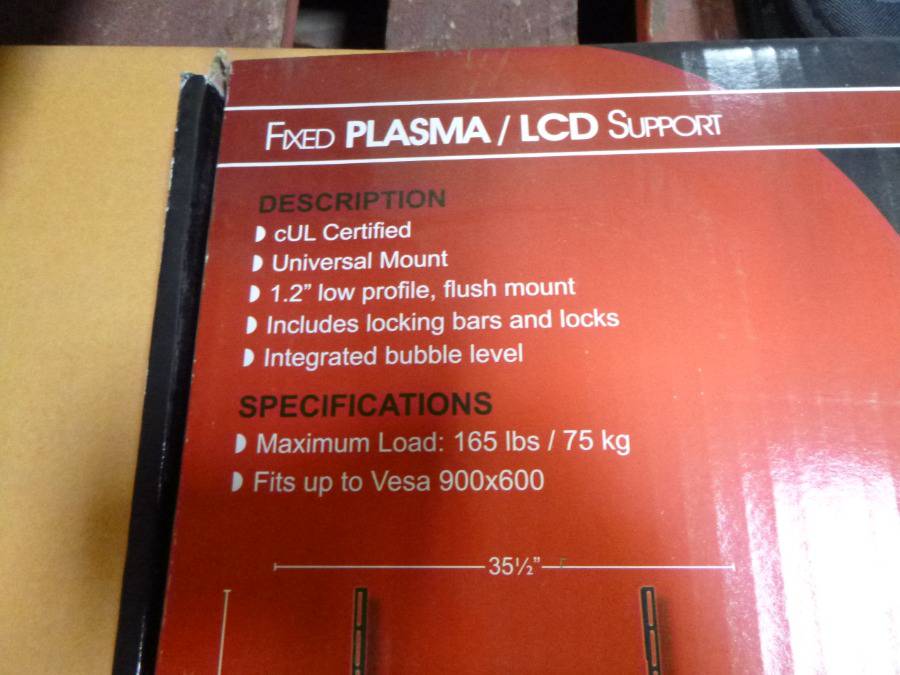 FIXED PLASMA / LCD SUPPORT
DESCRIPTION
cUL Certified
Universal Mount
1.2" low profile, flush mount
Includes locking bars and locks
Integrated bubble level
SPECIFICATIONS
Maximum Load: 165 lbs / 75 kg
Fits up to Vesa 900x600
35½"